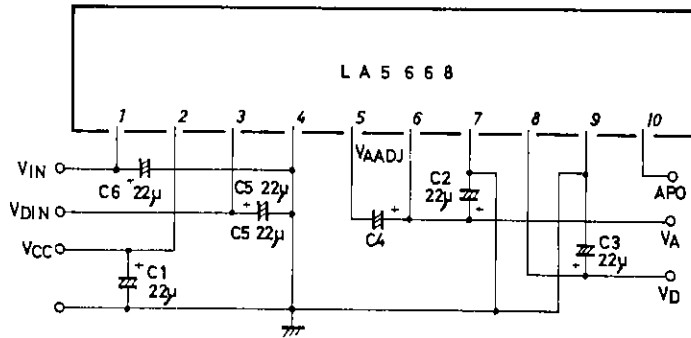 LA5668
1 2 3 4 5 6 7 8 9 10
VAADJ
VIN
C6 + 22μ
C5 22μ
C2 22μ +
APO
VDIN
+ C5 22μ
C4 +
VA
VCC
+ C1 22μ
C3 22μ +
VD